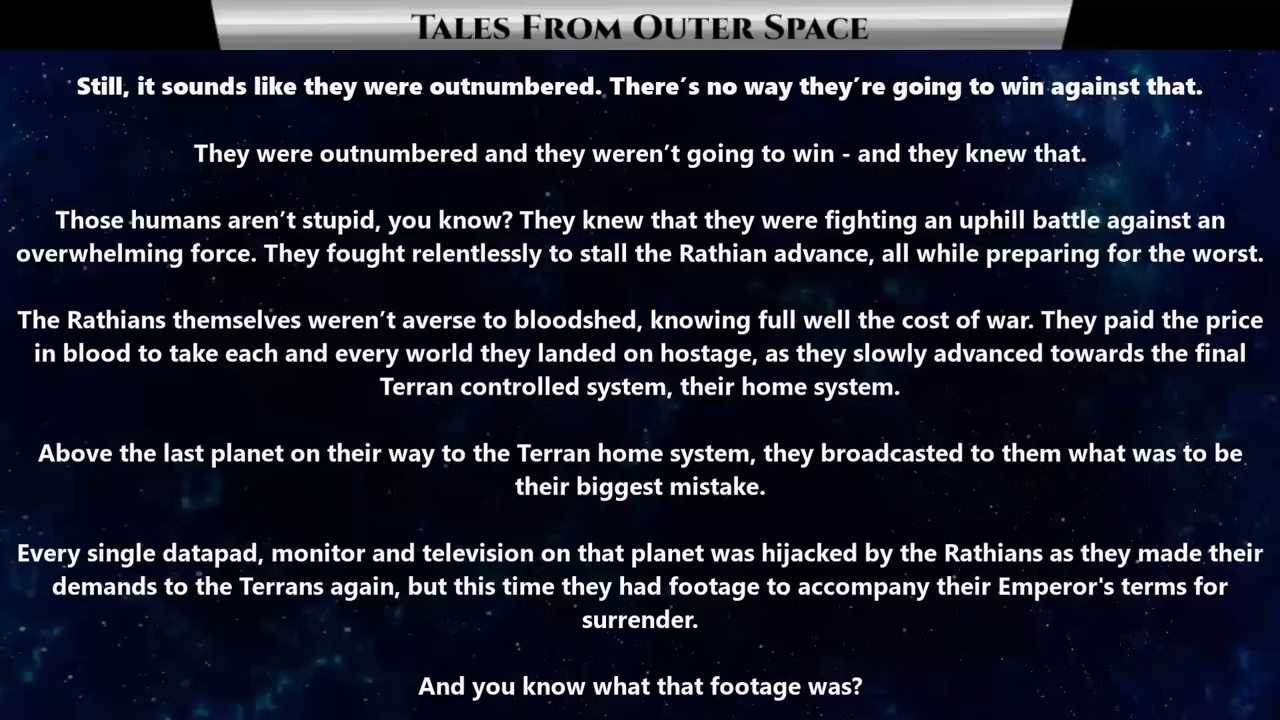 Tales From Outer Space
Still, it sounds like they were outnumbered. There´s no way they´re going to win against that.
They were outnumbered and they weren’t going to win - and they knew that.
Those humans aren’t stupid, you know? They knew that they were fighting an uphill battle against an
overwhelming force. They fought relentlessly to stall the Rathian advance, all while preparing for the worst.
The Rathians themselves weren’t averse to bloodshed, knowing full well the cost of war. They paid the price
in blood to take each and every world they landed on hostage, as they slowly advanced towards the final
Terran controlled system, their home system.
Above the last planet on their way to the Terran home system, they broadcasted to them what was to be
their biggest mistake.
Every single datapad, monitor and television on that planet was hijacked by the Rathians as they made their
demands to the Terrans again, but this time they had footage to accompany their Emperor's terms for
surrender.
And you know what that footage was?